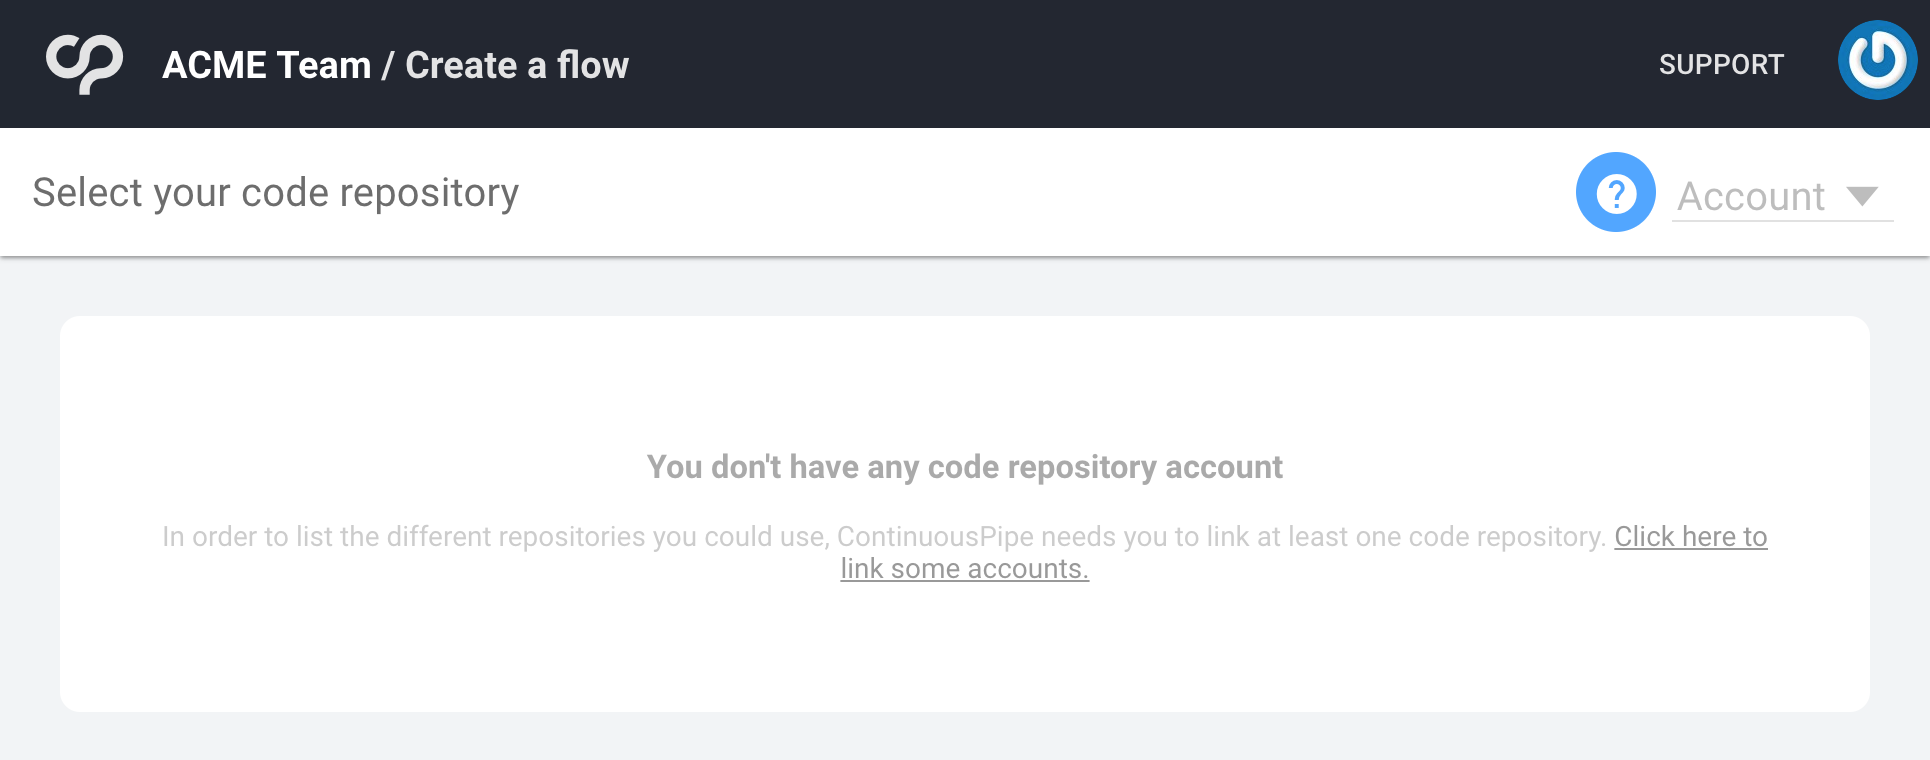 ACME Team / Create a flow
SUPPORT
Select your code repository
?
Account
You don't have any code repository account
In order to list the different repositories you could use, ContinuousPipe needs you to link at least one code repository. Click here to
link some accounts.